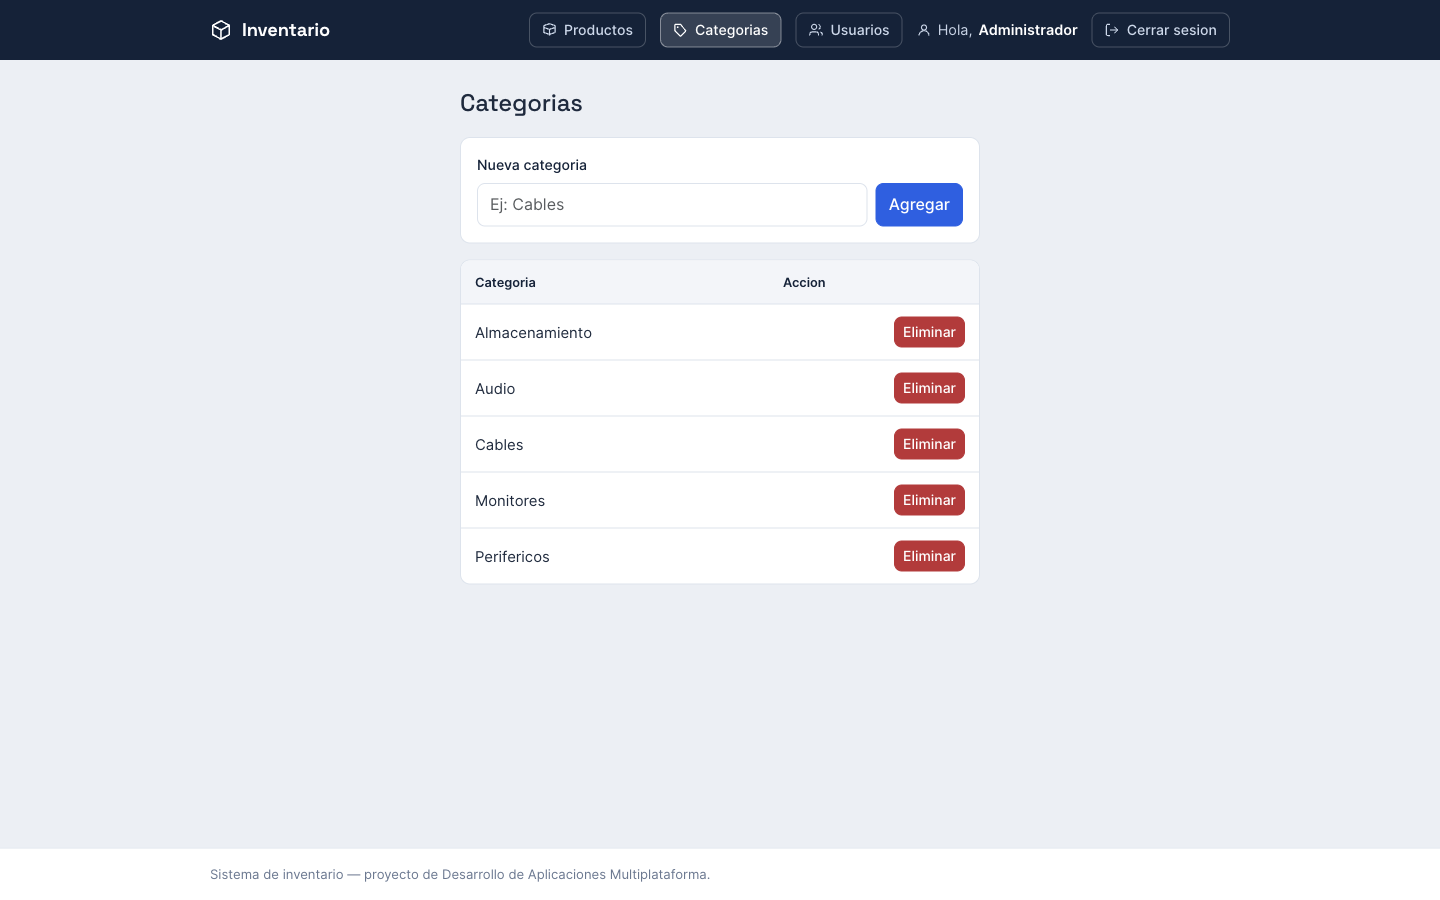 Inventario
Productos
Categorias
Usuarios
Hola, Administrador
Cerrar sesion
Categorias
Nueva categoria
Ej: Cables
Agregar
Categoria Accion
Almacenamiento Eliminar
Audio Eliminar
Cables Eliminar
Monitores Eliminar
Perifericos Eliminar
Sistema de inventario — proyecto de Desarrollo de Aplicaciones Multiplataforma.